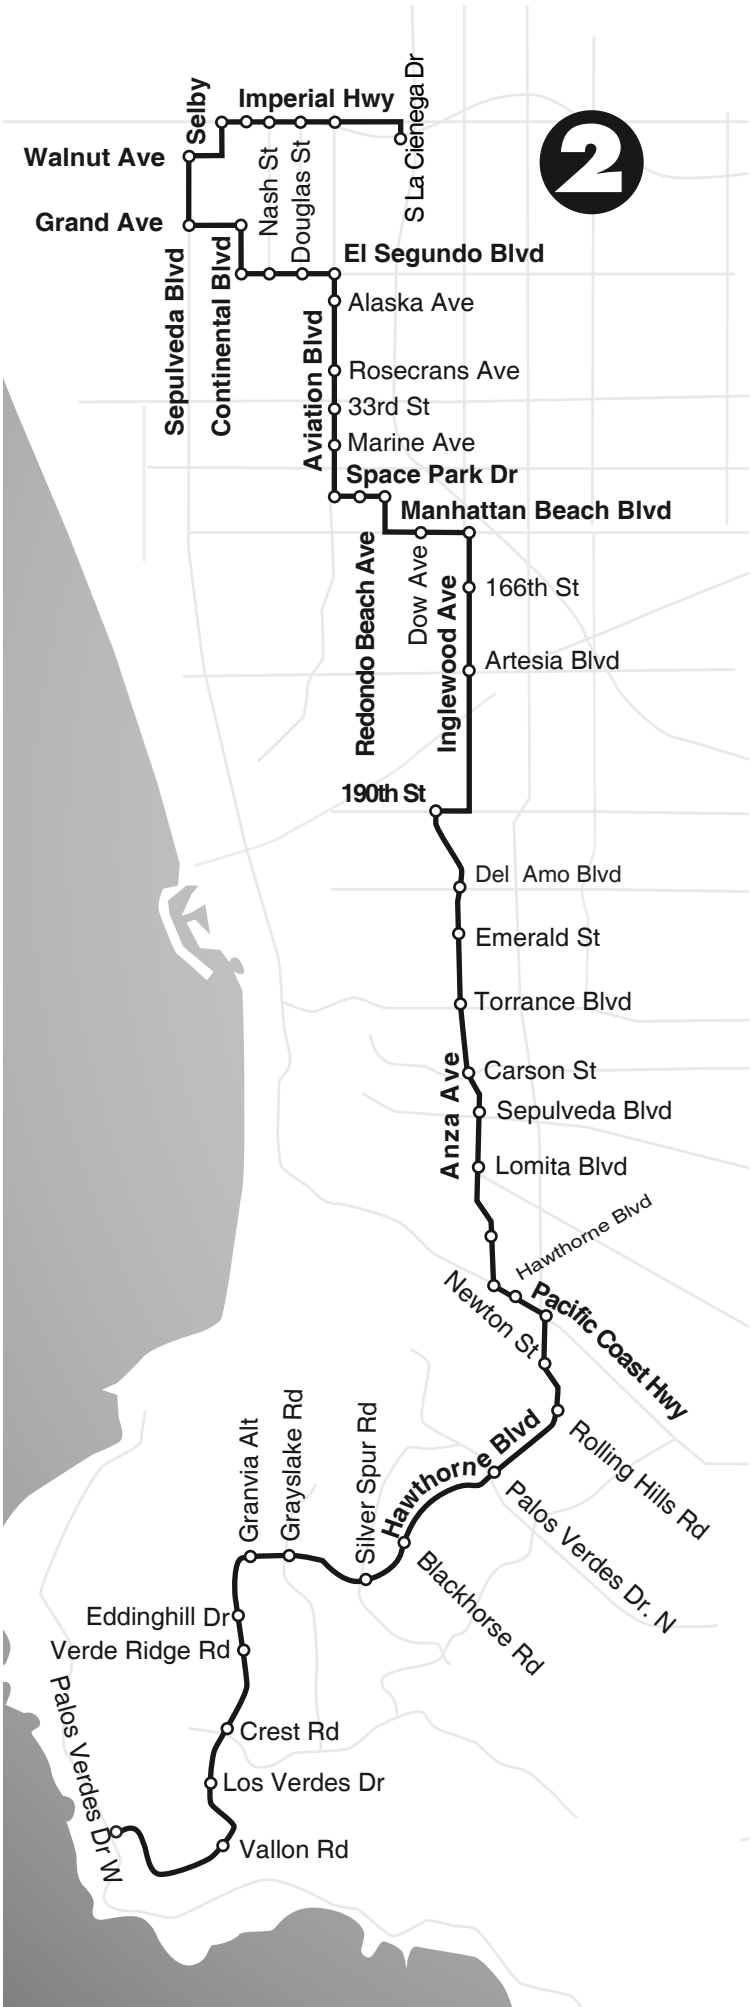 2
S La Cienega Dr
Imperial Hwy
Selby
Walnut Ave
Nash St
Douglas St
Grand Ave
Sepulveda Blvd
Continental Blvd
El Segundo Blvd
Alaska Ave
Aviation Blvd
Rosecrans Ave
33rd St
Marine Ave
Space Park Dr
Manhattan Beach Blvd
Redondo Beach Ave
Dow Ave
Inglewood Ave
166th St
Artesia Blvd
190th St
Del Amo Blvd
Emerald St
Torrance Blvd
Anza Ave
Carson St
Sepulveda Blvd
Lomita Blvd
Hawthorne Blvd
Newton St
Pacific Coast Hwy
Rolling Hills Rd
Hawthorne Blvd
Palos Verdes Dr. N
Blackhorse Rd
Silver Spur Rd
Grayslake Rd
Granvia Alt
Eddinghill Dr
Verde Ridge Rd
Crest Rd
Los Verdes Dr
Vallon Rd
Palos Verdes Dr W